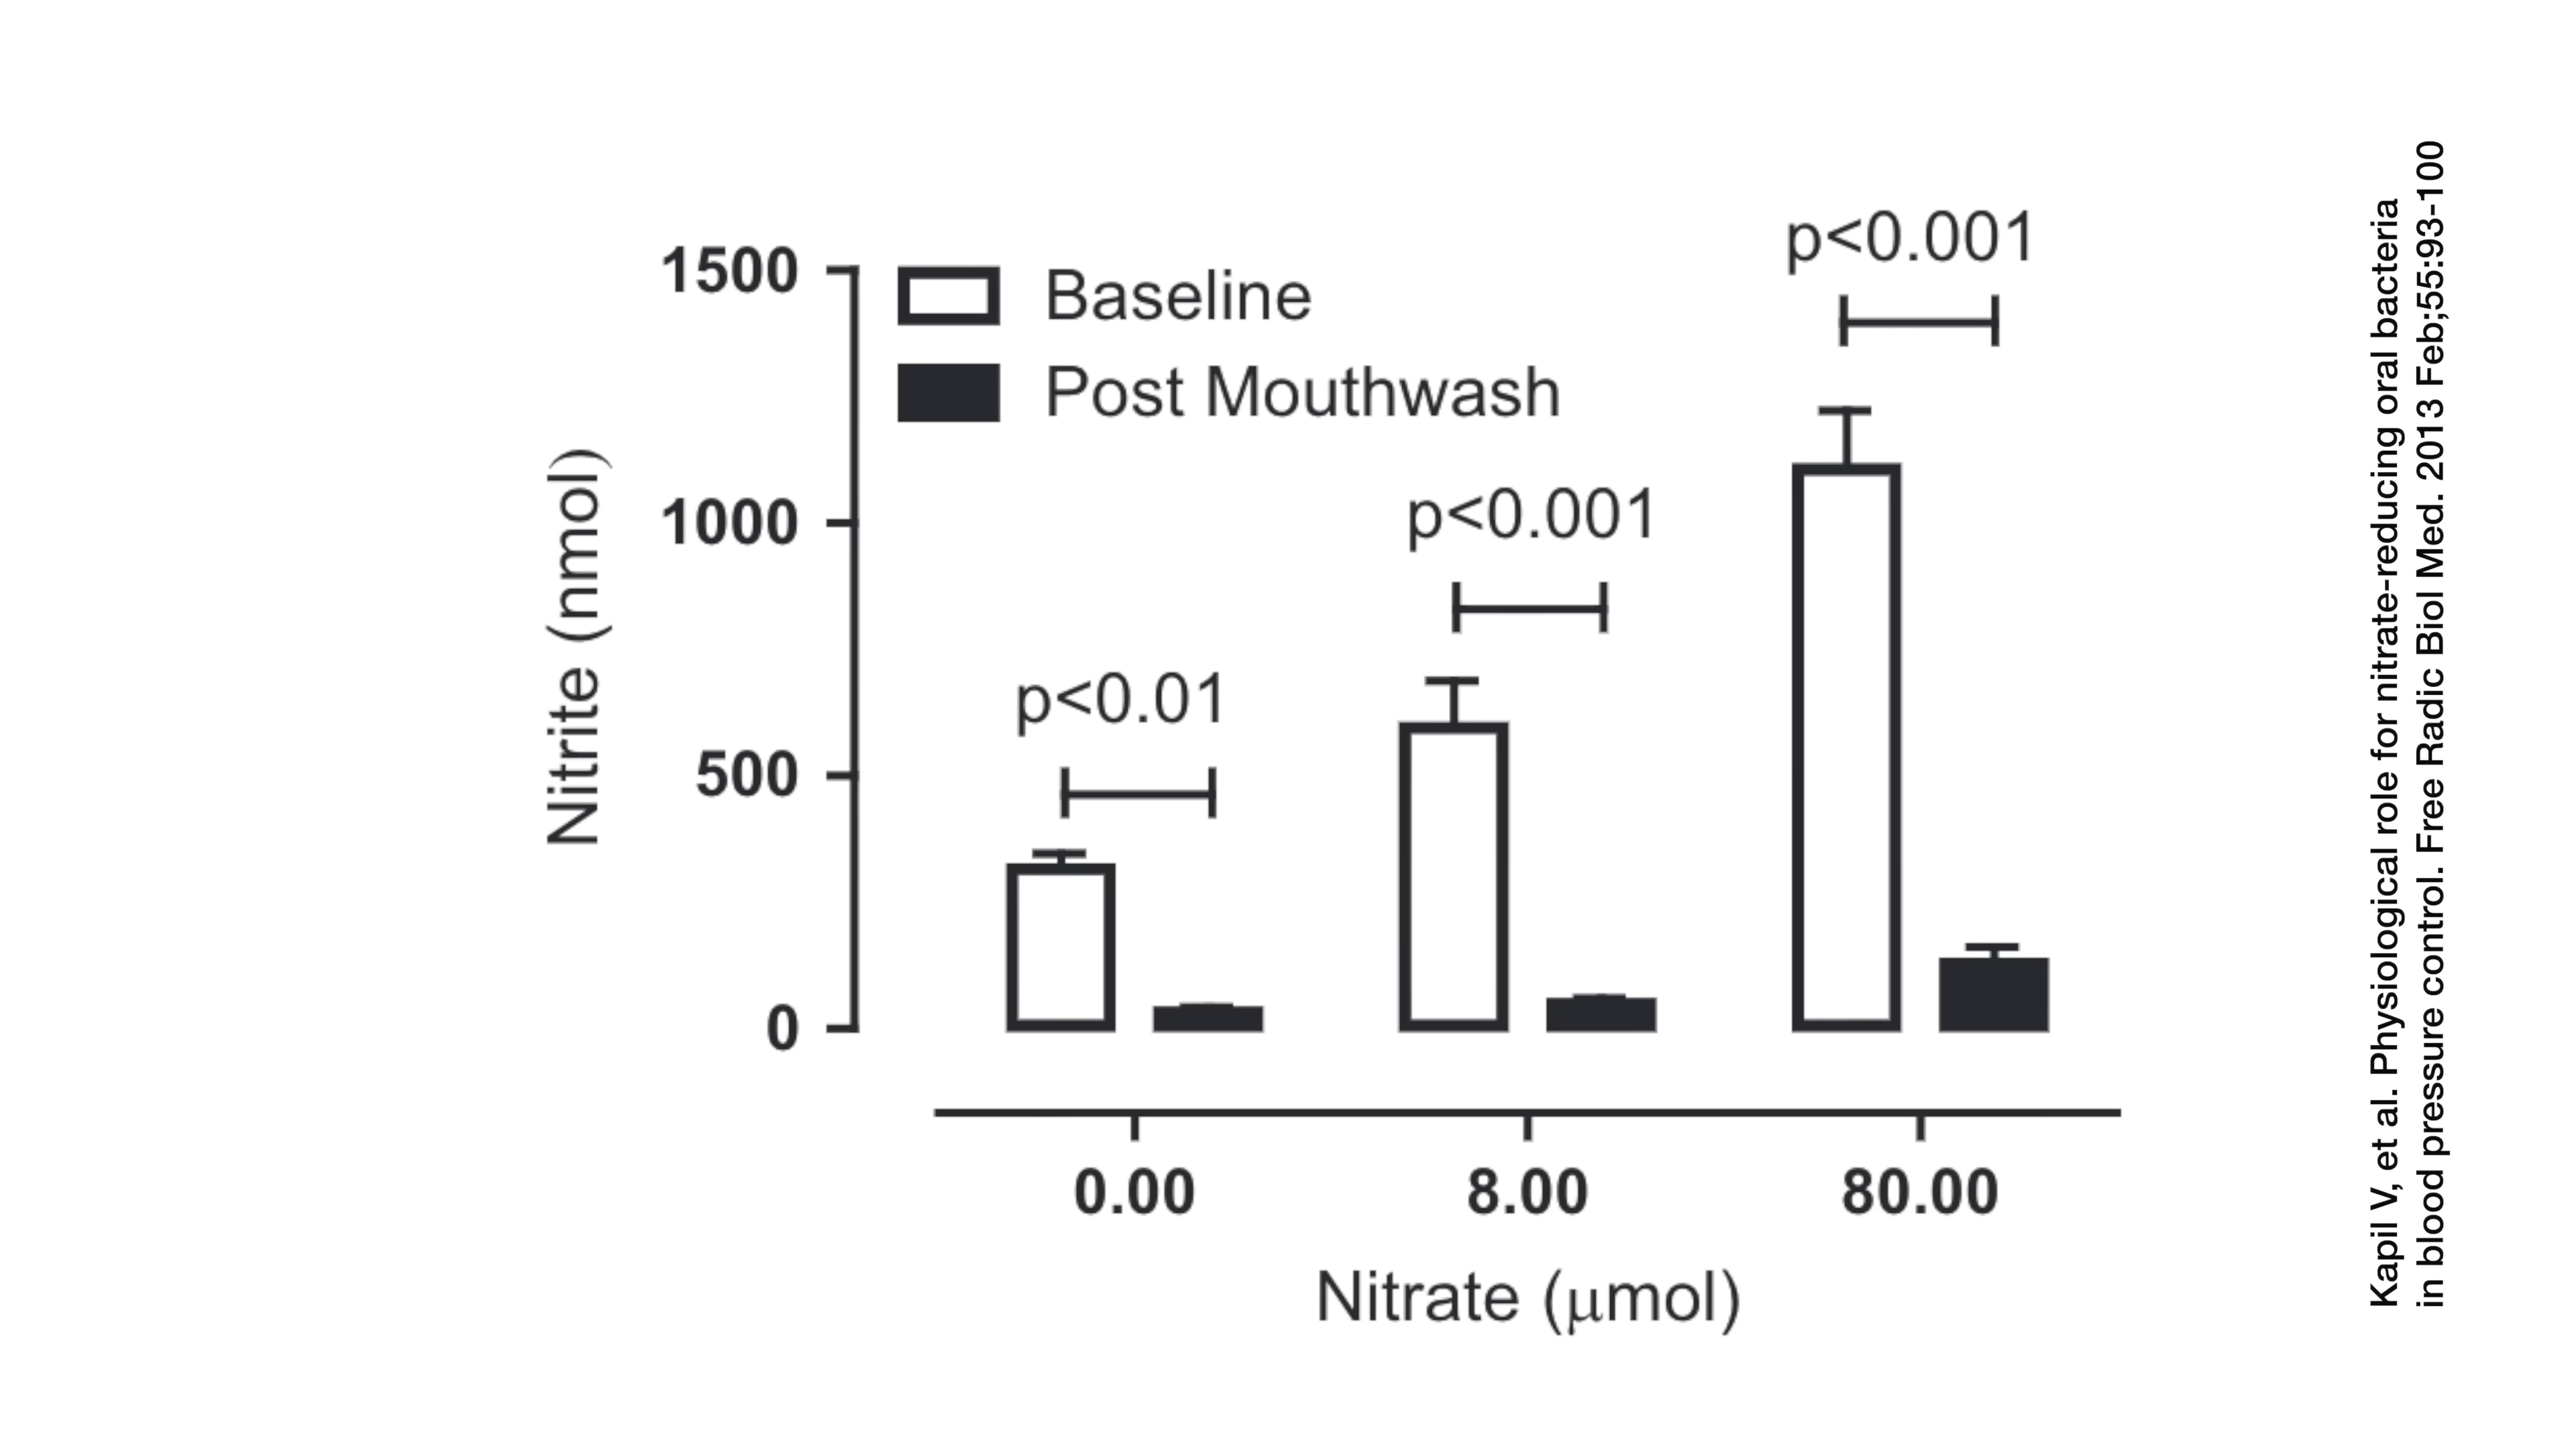 p<0.001
1500
Baseline
Post Mouthwash
1000
p<0.001
Nitrite (nmol)
p<0.01
500
0
0.00
8.00
80.00
Nitrate (μmol)
Kapil V, et al. Physiological role for nitrate-reducing oral bacteria
in blood pressure control. Free Radic Biol Med. 2013 Feb;55:93-100